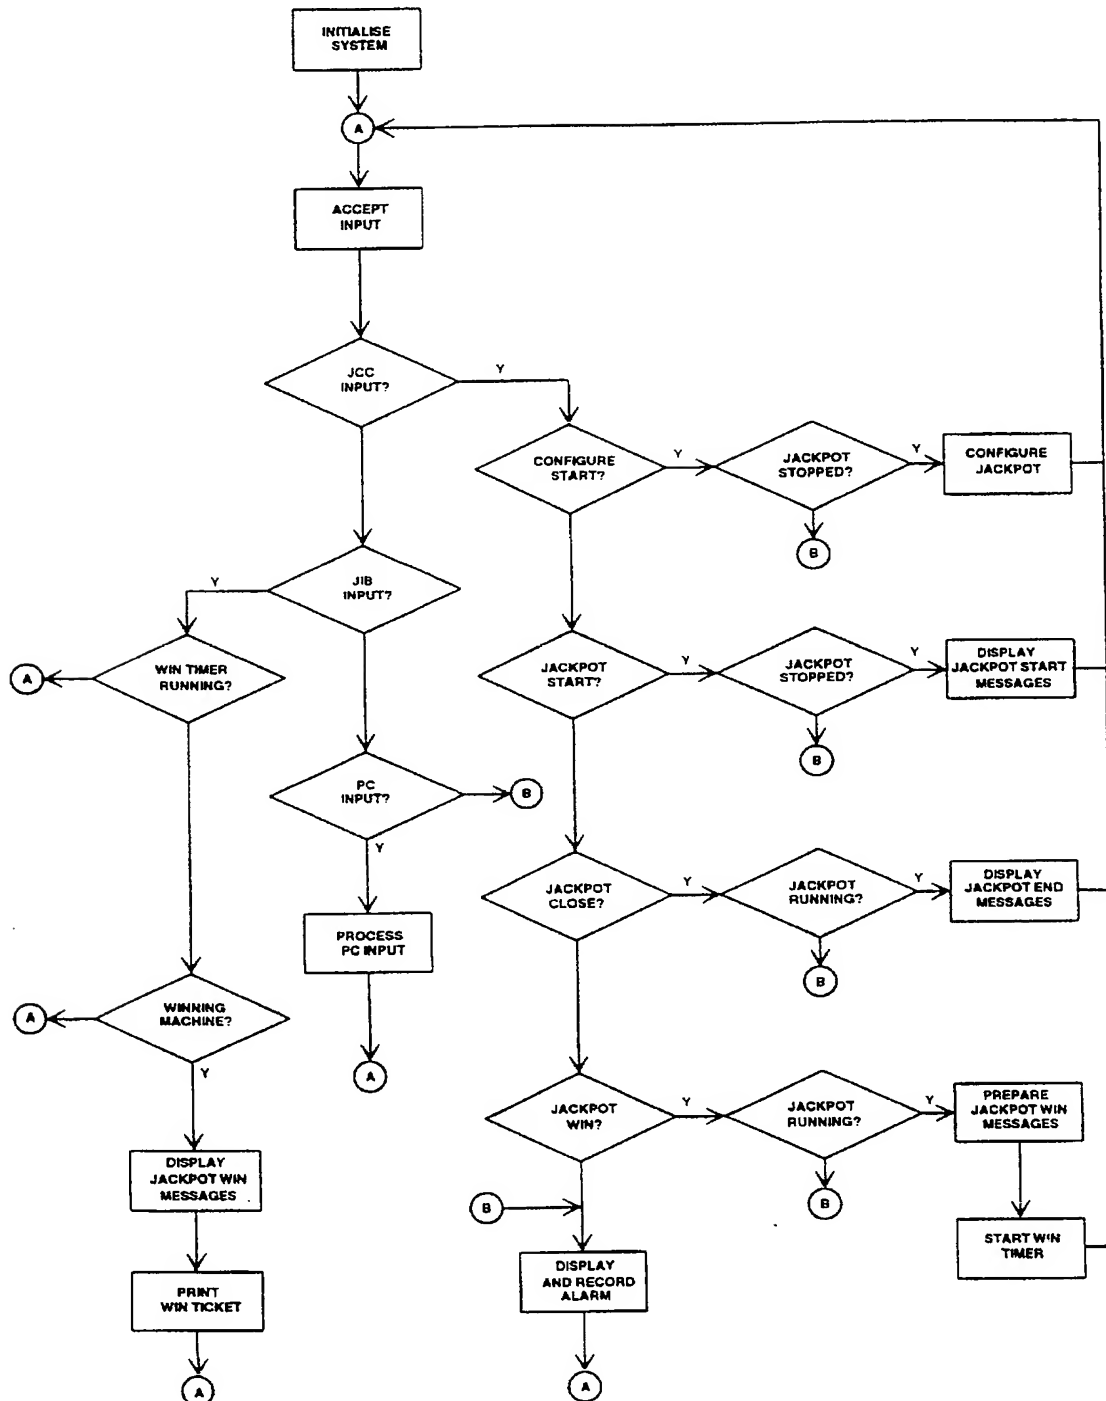 INITIALISE
SYSTEM
A
ACCEPT
INPUT
JCC
INPUT?
Y
CONFIGURE
START?
Y
JACKPOT
STOPPED?
Y
CONFIGURE
JACKPOT
B
JIB
INPUT?
Y
WIN TIMER
RUNNING?
A
JACKPOT
START?
Y
JACKPOT
STOPPED?
Y
DISPLAY
JACKPOT START
MESSAGES
B
PC
INPUT?
B
Y
PROCESS
PC INPUT
A
JACKPOT
CLOSE?
Y
JACKPOT
RUNNING?
Y
DISPLAY
JACKPOT END
MESSAGES
B
WINNING
MACHINE?
A
Y
DISPLAY
JACKPOT WIN
MESSAGES
PRINT
WIN TICKET
A
JACKPOT
WIN?
Y
JACKPOT
RUNNING?
Y
PREPARE
JACKPOT WIN
MESSAGES
B
START WIN
TIMER
B
DISPLAY
AND RECORD
ALARM
A